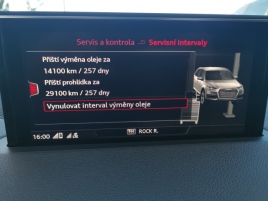 Servis a kontrola Servisní intervaly
Příští výměna oleje za
14100 km / 257 dny
Příští prohlídka za
29100 km / 257 dny
Vynulovat interval výměny oleje
16:00 ROCK R.